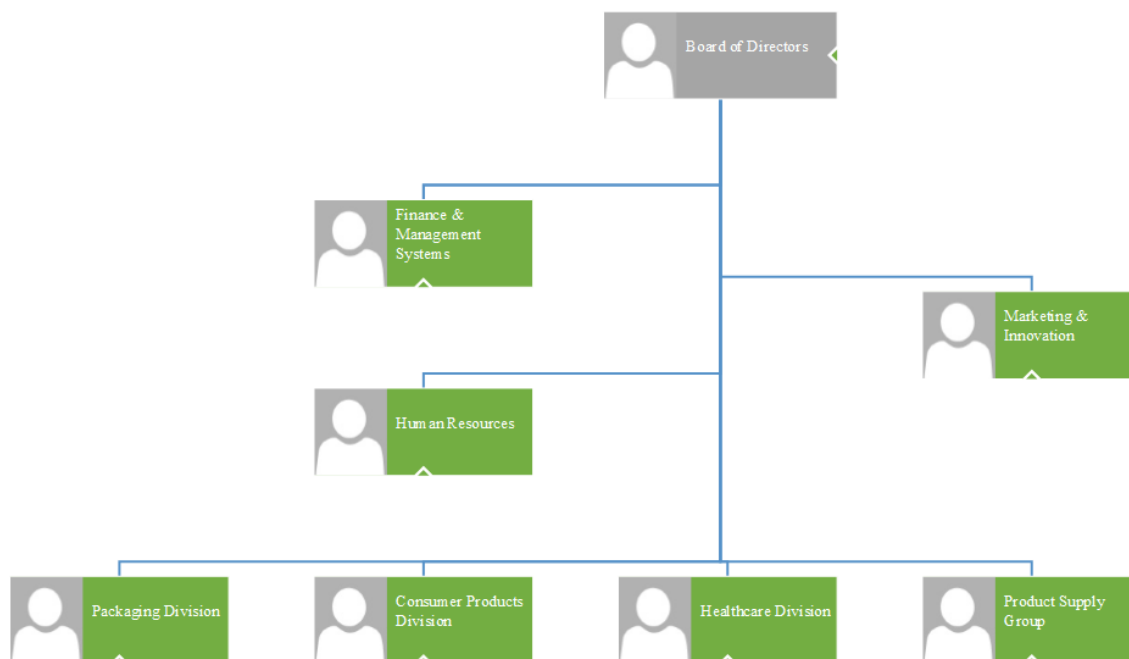 Board of Directors
Finance &
Management
Systems
Marketing &
Innovation
Human Resources
Packaging Division
Consumer Products
Division
Healthcare Division
Product Supply
Group